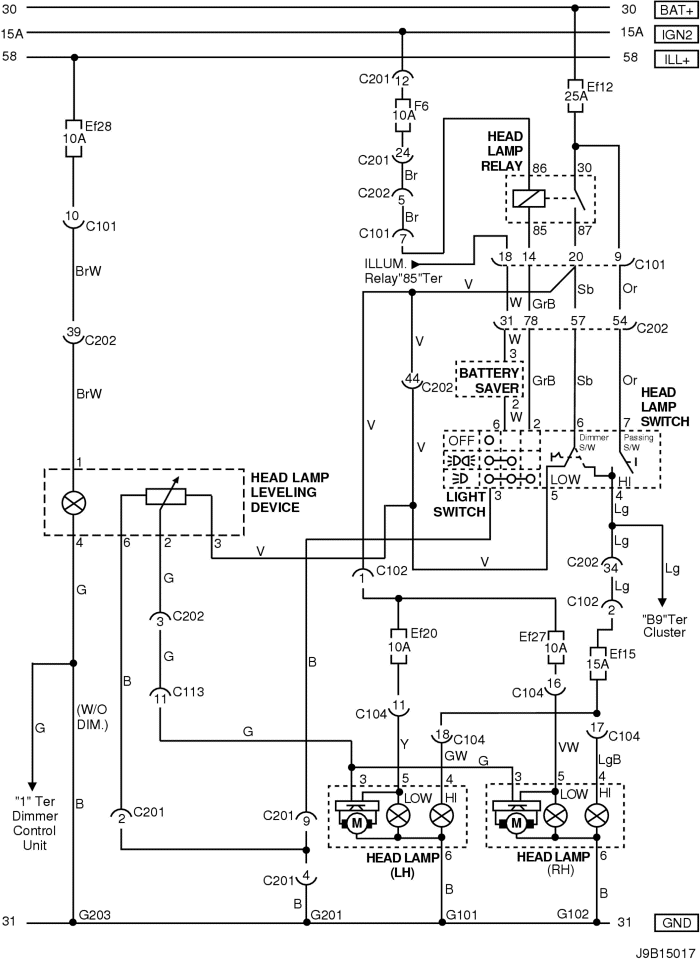 30 30 BAT+
15A 15A IGN2
58 58 ILL+
C201 12
Ef12
25A
F6
10A
Ef28
10A
HEAD
LAMP
RELAY
86 30
C201 24
Br
C202 5
Br
C101 7
85 87
10
C101
18 14 20 9
C101
ILLUM.
Relay"85"Ter
BrW
V
W GrB Sb Or
V
31 78 57 54
C202
39
C202
W
3
BATTERY
SAVER
GrB Sb Or
44
C202
BrW
2
W
HEAD
LAMP
SWITCH
V
V
6 2 6 7
OFF
Dimmer
S/W
Passing
S/W
1
HEAD LAMP
LEVELING
DEVICE
LOW HI
LIGHT
SWITCH
3 5 4
Lg
4 6 2 3
V
V
C202 34
Lg
Lg
C102
1
C102 2
G
G
3
C202
"B9"Ter
Cluster
Ef20
10A
Ef27
10A
Ef15
15A
G
B
B
11
C113
16
C104
11
C104
(W/O
DIM.)
G
G
18
C104
17
C104
Y
GW
G
VW
LgB
3 5 4
3 5 4
LOW HI
LOW HI
"1" Ter
Dimmer
Control
Unit
B
2
C201
C201 9
M
M
HEAD LAMP
(LH)
6
HEAD LAMP
(RH)
6
C201 4
B
B
B
31 G203 G201 G101 G102 31 GND
J9B15017